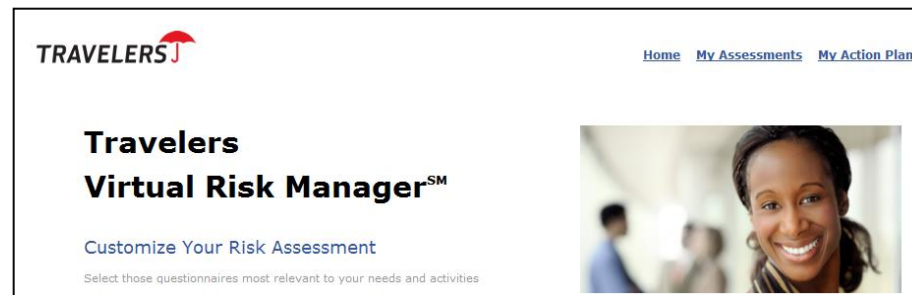 TRAVELERS
Home My Assessments My Action Plan
Travelers
Virtual Risk Manager℠
Customize Your Risk Assessment
Select those questionnaires most relevant to your needs and activities